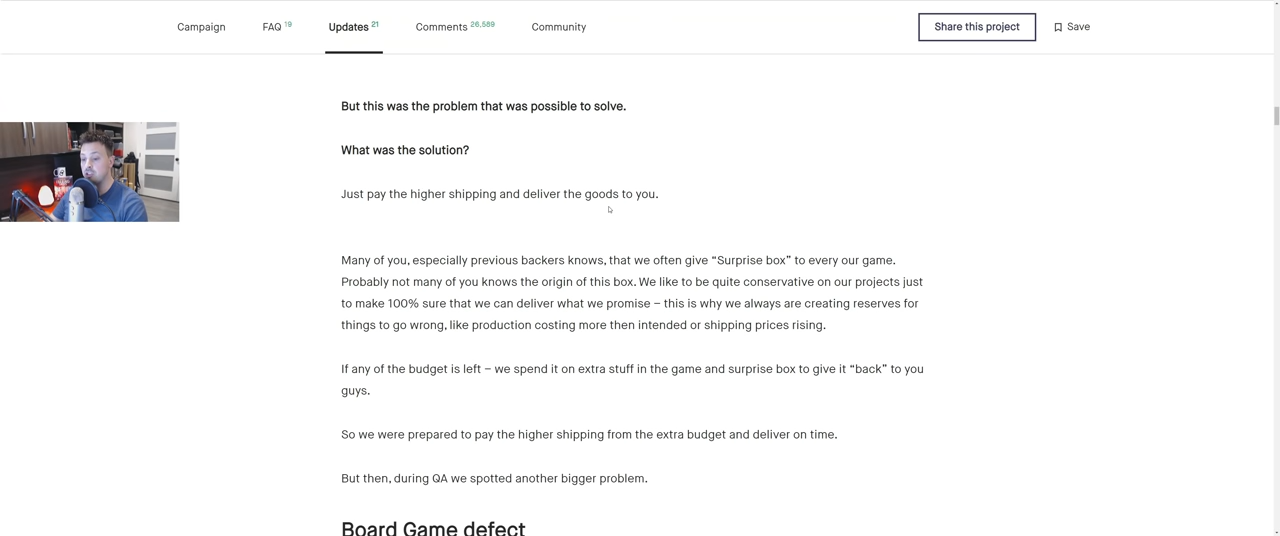 Campaign FAQ 19 Updates 21 Comments 26,589 Community Share this project Save
But this was the problem that was possible to solve.
What was the solution?
Just pay the higher shipping and deliver the goods to you.
Many of you, especially previous backers knows, that we often give “Surprise box” to every our game.
Probably not many of you knows the origin of this box. We like to be quite conservative on our projects just
to make 100% sure that we can deliver what we promise – this is why we always are creating reserves for
things to go wrong, like production costing more then intended or shipping prices rising.
If any of the budget is left – we spend it on extra stuff in the game and surprise box to give it “back” to you
guys.
So we were prepared to pay the higher shipping from the extra budget and deliver on time.
But then, during QA we spotted another bigger problem.
Board Game defect